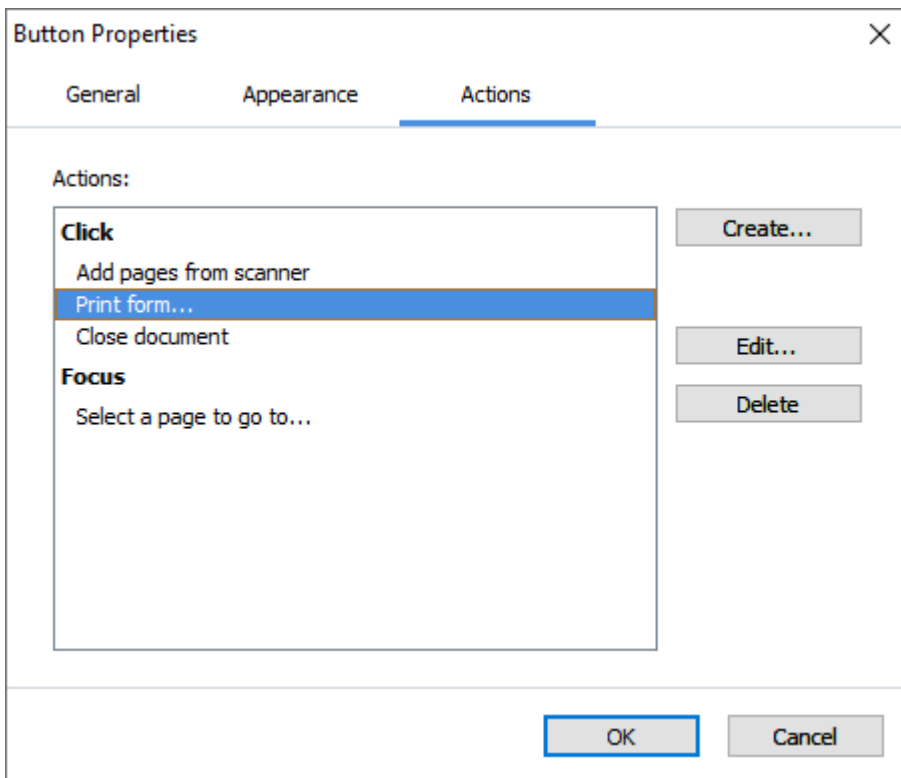 Button Properties
General Appearance Actions
Actions:
Click
Add pages from scanner
Print form...
Close document
Focus
Select a page to go to...
Create...
Edit...
Delete
OK Cancel